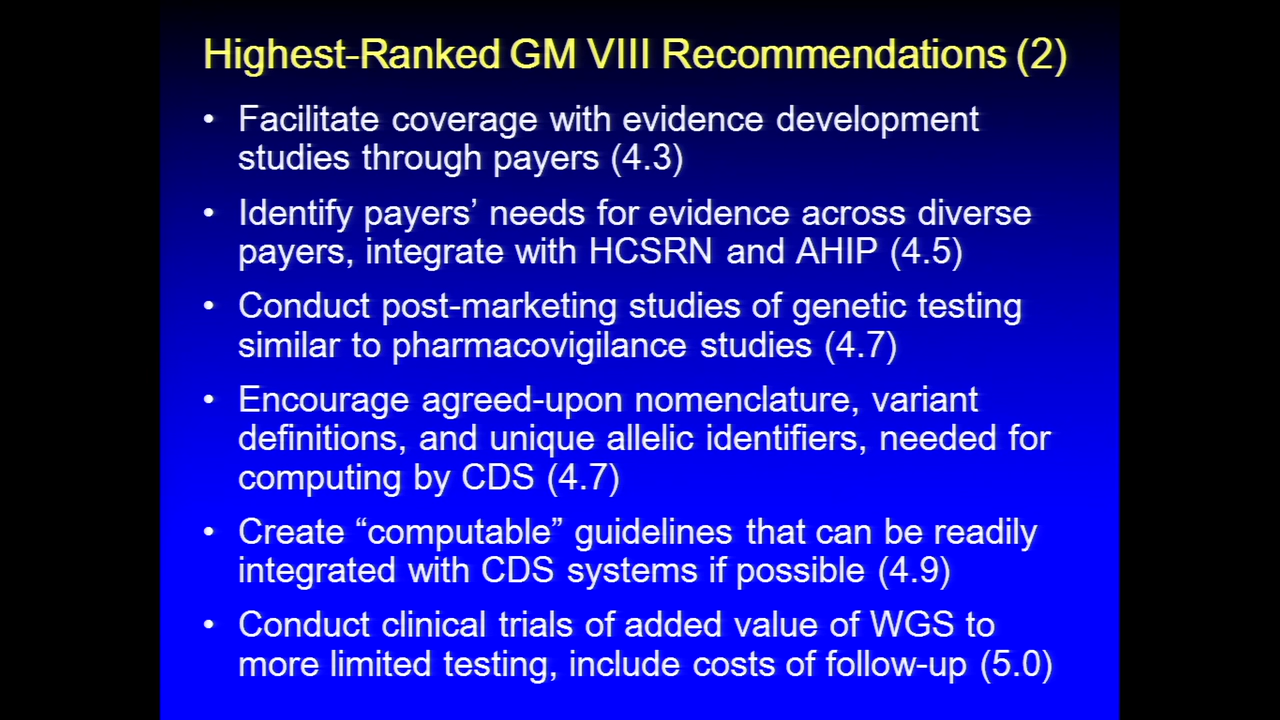 Highest-Ranked GM VIII Recommendations (2)
• Facilitate coverage with evidence development
studies through payers (4.3)
• Identify payers’ needs for evidence across diverse
payers, integrate with HCSRN and AHIP (4.5)
• Conduct post-marketing studies of genetic testing
similar to pharmacovigilance studies (4.7)
• Encourage agreed-upon nomenclature, variant
definitions, and unique allelic identifiers, needed for
computing by CDS (4.7)
• Create “computable” guidelines that can be readily
integrated with CDS systems if possible (4.9)
• Conduct clinical trials of added value of WGS to
more limited testing, include costs of follow-up (5.0)